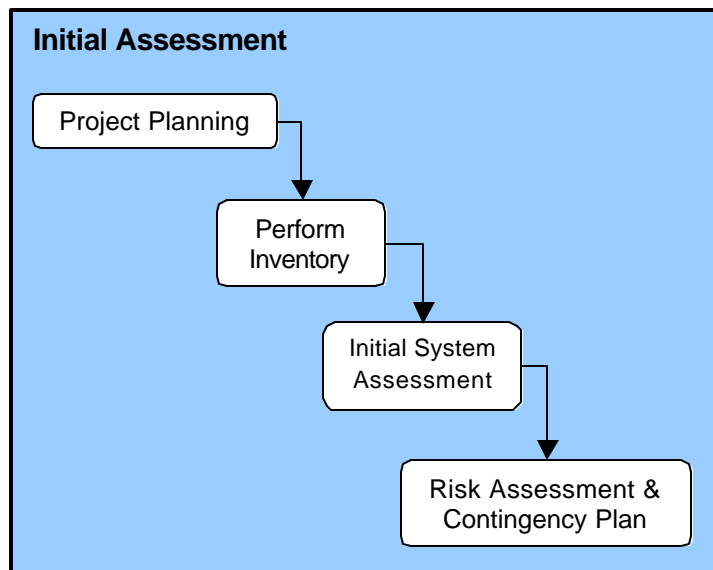 Initial Assessment
Project Planning
Perform
Inventory
Initial System
Assessment
Risk Assessment &
Contingency Plan